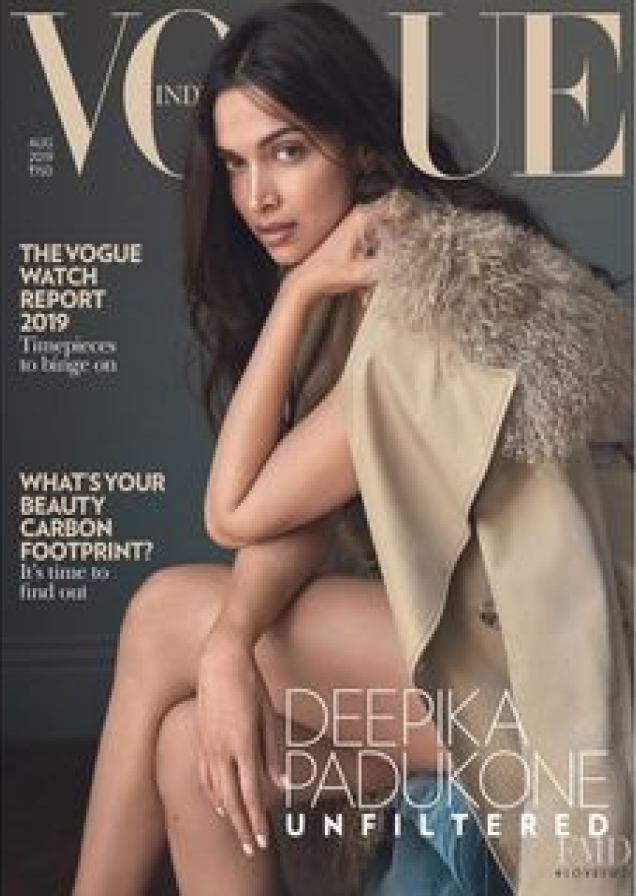 VOGUE
IND
AUG
2019
₹150
THE VOGUE
WATCH
REPORT
2019
Timepieces
to binge on
WHAT'S YOUR
BEAUTY
CARBON
FOOTPRINT?
It's time to
find out
DEEPIKA
PADUKONE
UNFILTERED
FMD